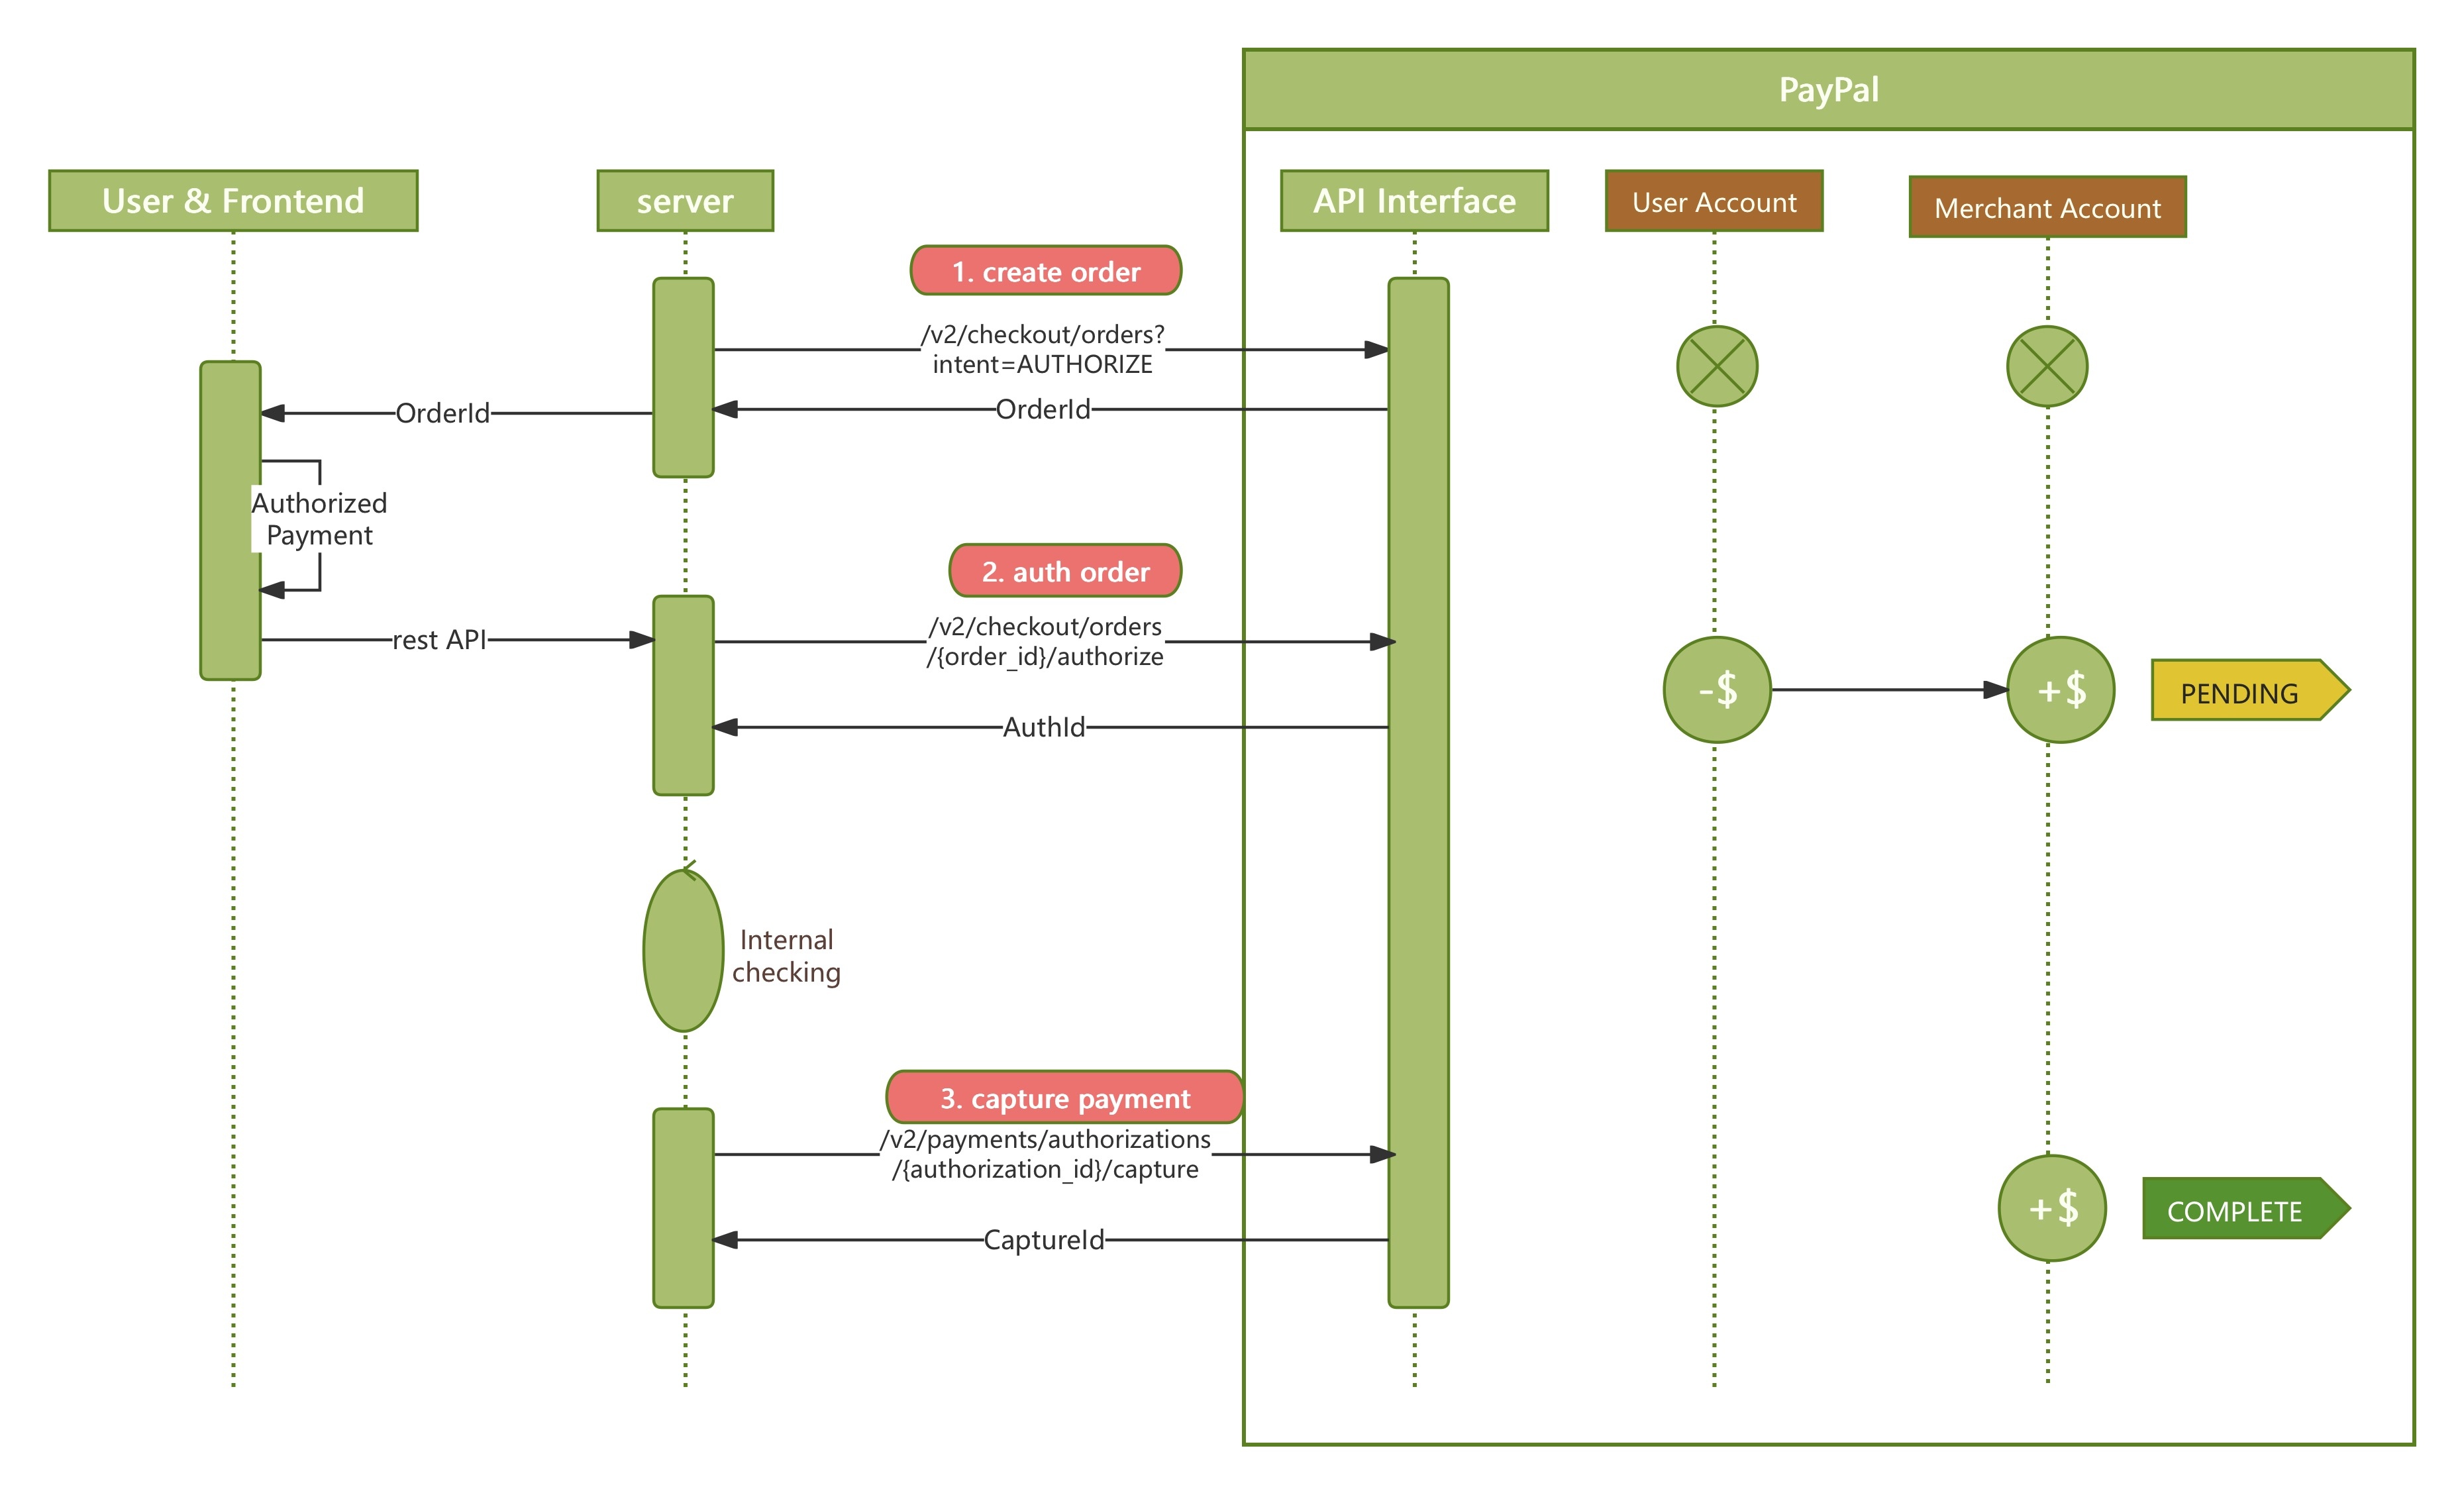 PayPal
User & Frontend
server
API Interface
User Account
Merchant Account
1. create order
/v2/checkout/orders?
intent=AUTHORIZE
OrderId
OrderId
Authorized
Payment
2. auth order
rest API
/v2/checkout/orders
/{order_id}/authorize
-$
+$
PENDING
AuthId
Internal
checking
3. capture payment
/v2/payments/authorizations
/{authorization_id}/capture
+$
COMPLETE
CaptureId